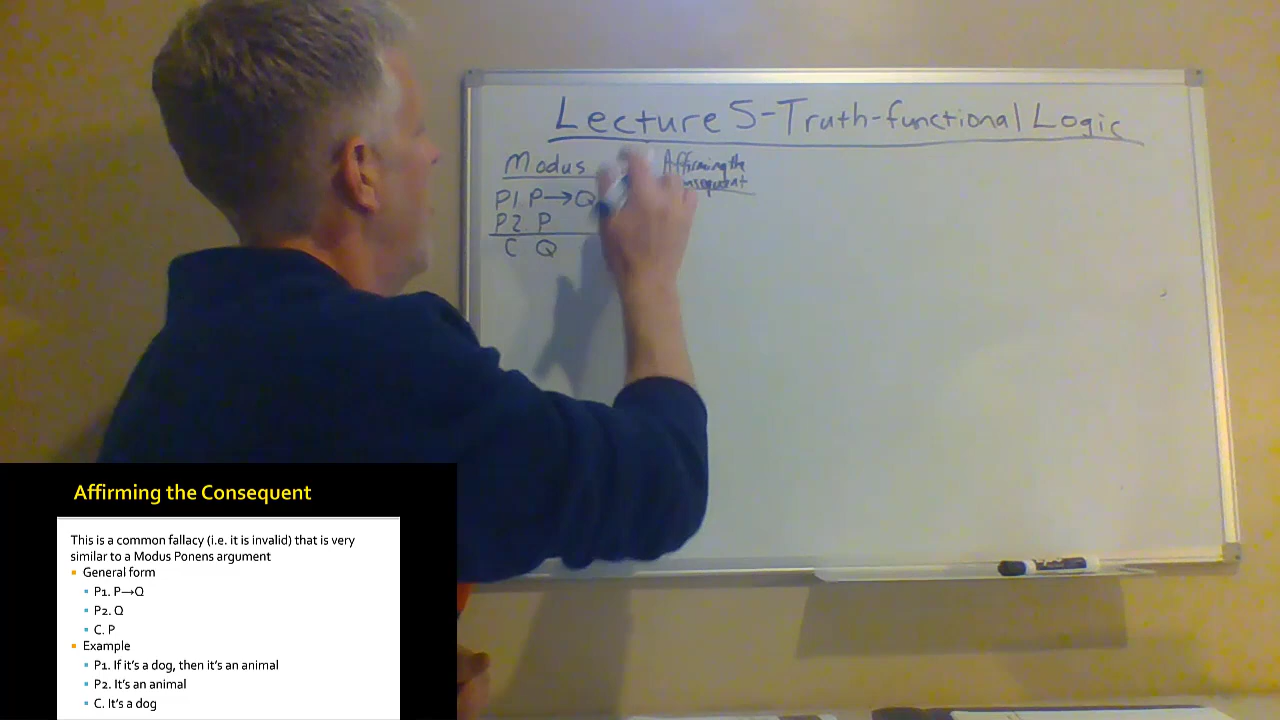 Lecture 5-Truth-functional Logic
Modus
P1 P→Q
P2 P
C Q
Affirming the
Affirming the Consequent
This is a common fallacy (i.e. it is invalid) that is very
similar to a Modus Ponens argument
General form
P1. P→Q
P2. Q
C. P
Example
P1. If it's a dog, then it's an animal
P2. It's an animal
C. It's a dog